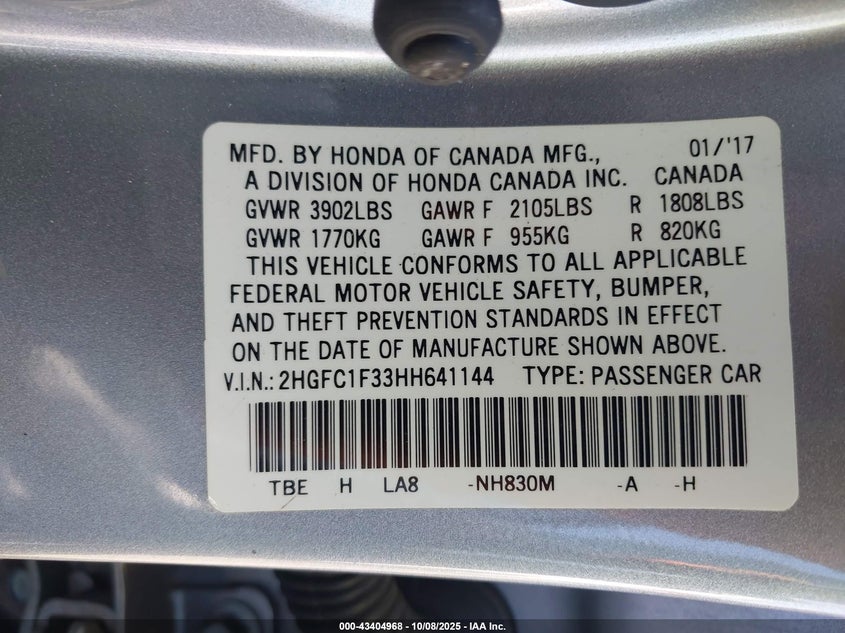 MFD. BY HONDA OF CANADA MFG., 01/'17
A DIVISION OF HONDA CANADA INC. CANADA
GVWR 3902LBS GAWR F 2105LBS R 1808LBS
GVWR 1770KG GAWR F 955KG R 820KG
THIS VEHICLE CONFORMS TO ALL APPLICABLE
FEDERAL MOTOR VEHICLE SAFETY, BUMPER,
AND THEFT PREVENTION STANDARDS IN EFFECT
ON THE DATE OF MANUFACTURE SHOWN ABOVE.
V.I.N.: 2HGFC1F33HH641144 TYPE: PASSENGER CAR
TBE H LA8 -NH830M -A -H
000-43404968 | 10/08/2025 - IAA Inc.